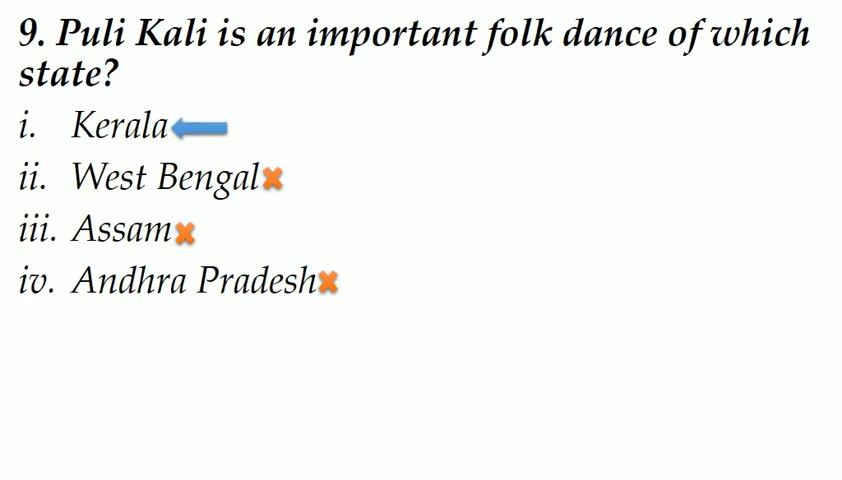 9. Puli Kali is an important folk dance of which
state?
i. Kerala
ii. West Bengal
iii. Assam
iv. Andhra Pradesh